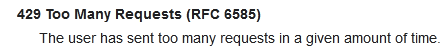 429 Too Many Requests (RFC 6585)
The user has sent too many requests in a given amount of time.